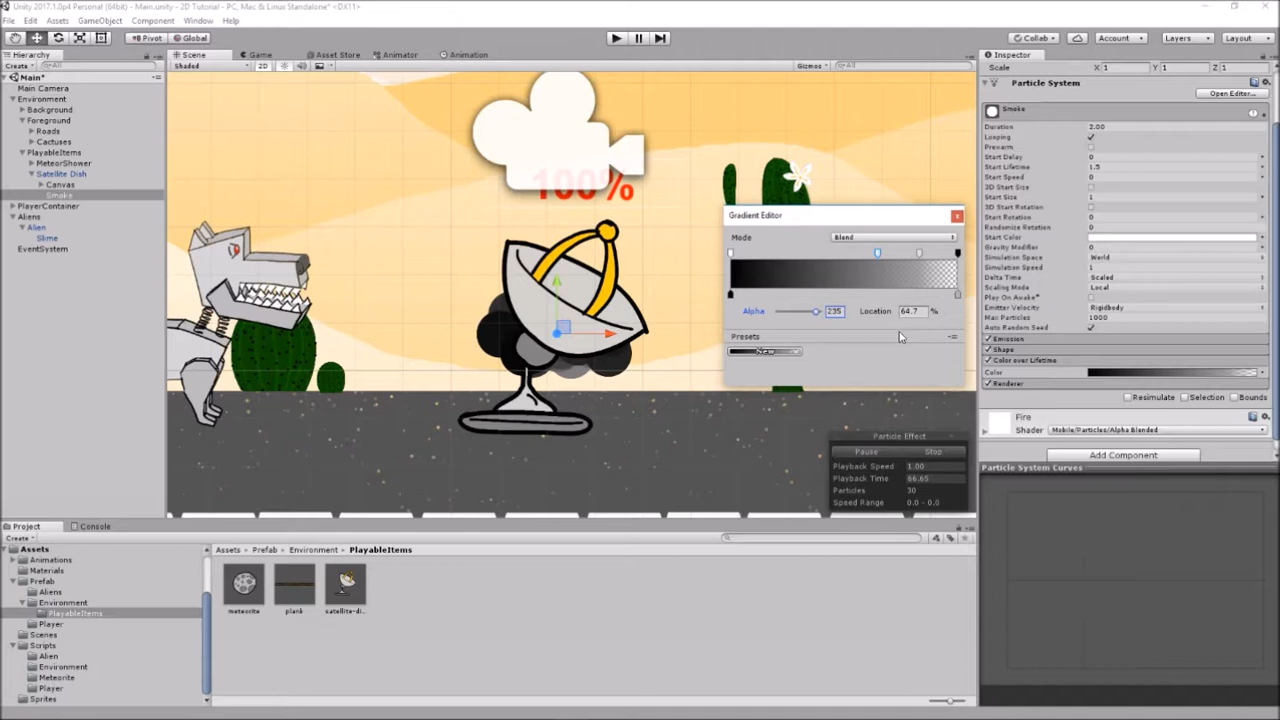 Unity 2017.1.0p4 Personal (64bit) - Main.unity - 2D Tutorial - PC, Mac & Linux Standalone* <DX11>
File Edit Assets GameObject Component Window Help
Pivot Global Collab Account Layers Layout
Hierarchy
Create All
Main*
Main Camera
Environment
Background
Foreground
Roads
Cactuses
PlayableItems
MeteorShower
Satellite Dish
Canvas
Smoke
PlayerContainer
Aliens
Alien
Slime
EventSystem
Scene Game Asset Store Animator Animation
Shaded 2D Gizmos All
100%
Gradient Editor
Mode Blend
Alpha 235 Location 64.7 %
Presets
New
Particle Effect
Pause Stop
Playback Speed 1.00
Playback Time 66.65
Particles 30
Speed Range 0.0 - 0.0
Inspector
Scale X 1 Y 1 Z 1
Particle System
Open Editor...
Smoke
Duration 2.00
Looping
Prewarm
Start Delay 0
Start Lifetime 1.5
Start Speed 0
3D Start Size
Start Size 1
3D Start Rotation
Start Rotation 0
Randomize Rotation 0
Start Color
Gravity Modifier 0
Simulation Space World
Simulation Speed 1
Delta Time Scaled
Scaling Mode Local
Play On Awake*
Emitter Velocity Rigidbody
Max Particles 1000
Auto Random Seed
Emission
Shape
Color over Lifetime
Color
Renderer
Resimulate Selection Bounds
Fire
Shader Mobile/Particles/Alpha Blended
Add Component
Particle System Curves
Project Console
Create
Assets
Animations
Materials
Prefab
Aliens
Environment
PlayableItems
Player
Scenes
Scripts
Alien
Environment
Meteorite
Player
Sprites
Assets Prefab Environment PlayableItems
meteorite plank satellite-di...